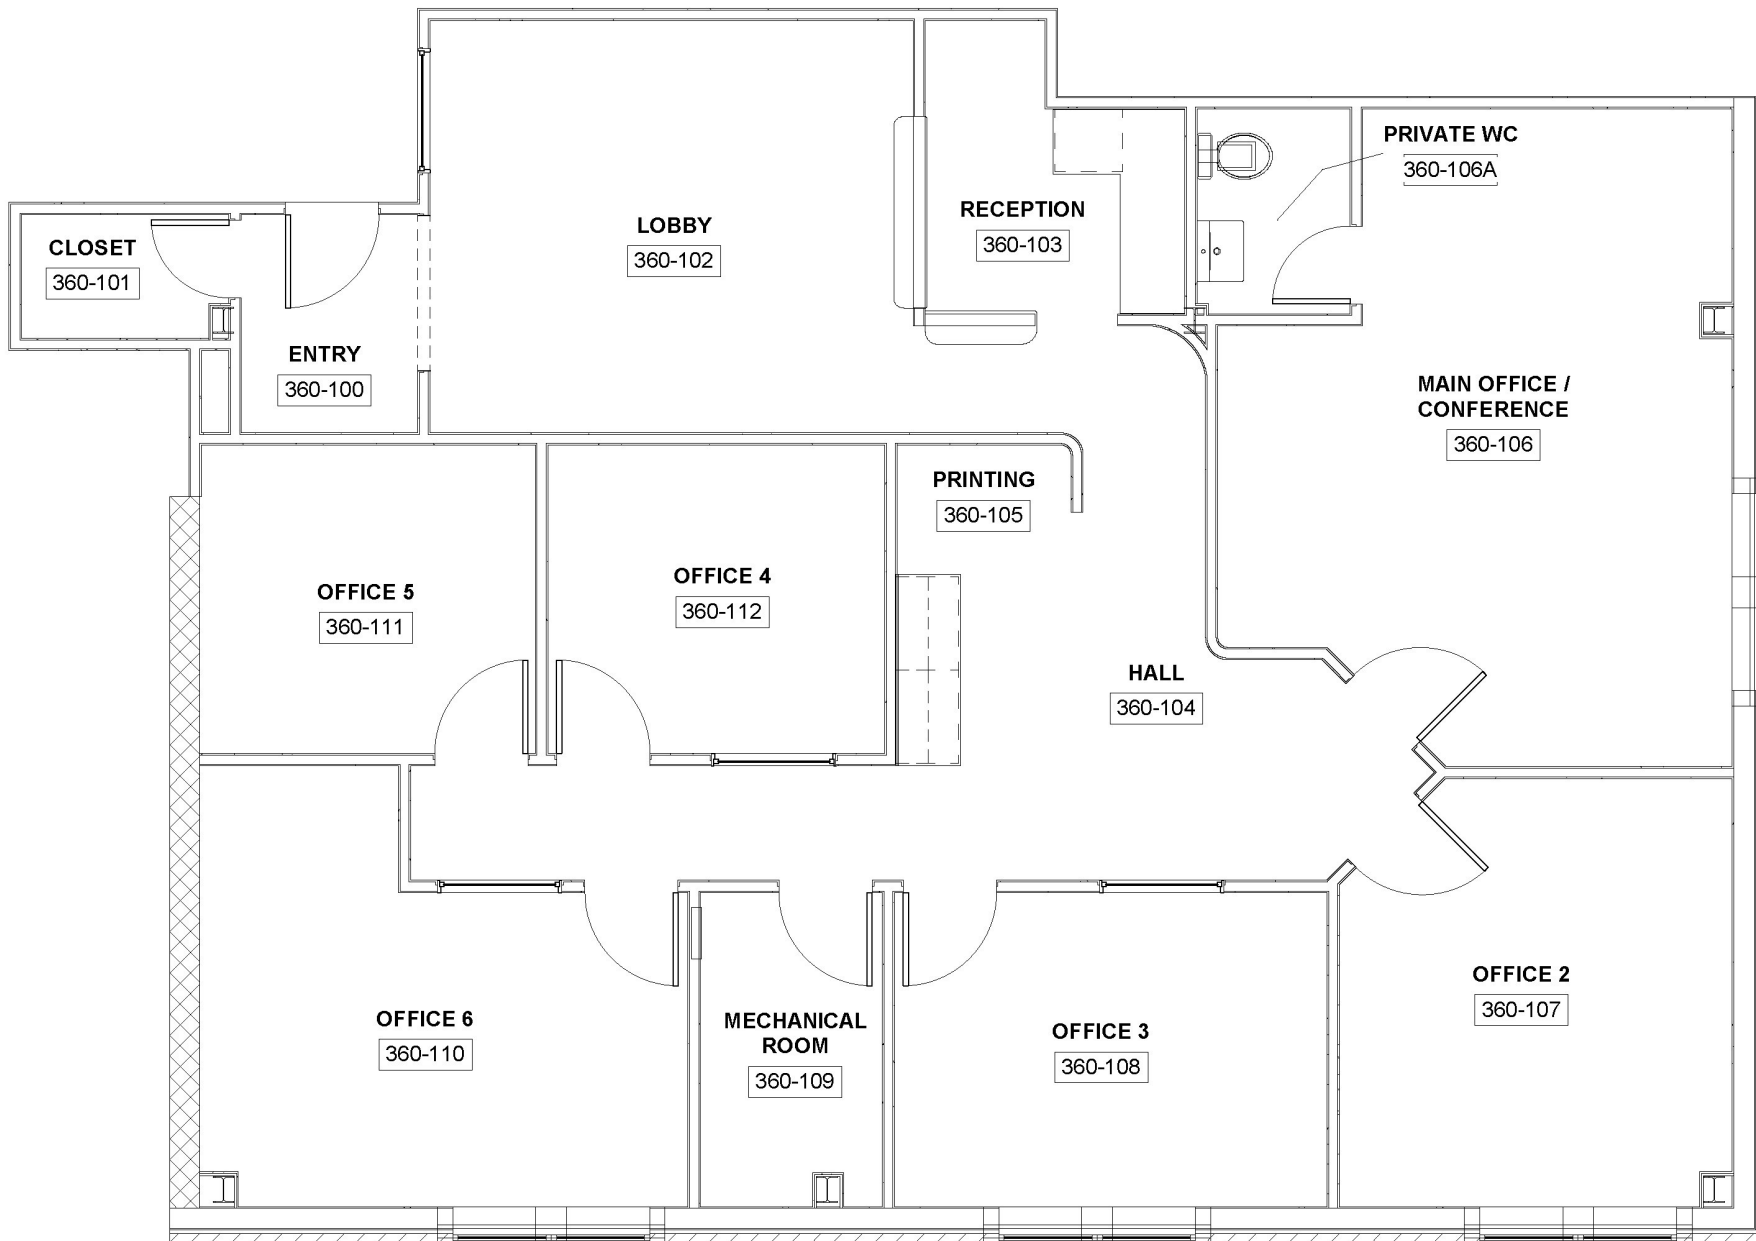 PRIVATE WC
360-106A
RECEPTION
360-103
LOBBY
360-102
CLOSET
360-101
ENTRY
360-100
MAIN OFFICE /
CONFERENCE
360-106
PRINTING
360-105
OFFICE 5
360-111
OFFICE 4
360-112
HALL
360-104
OFFICE 2
360-107
OFFICE 6
360-110
MECHANICAL
ROOM
360-109
OFFICE 3
360-108